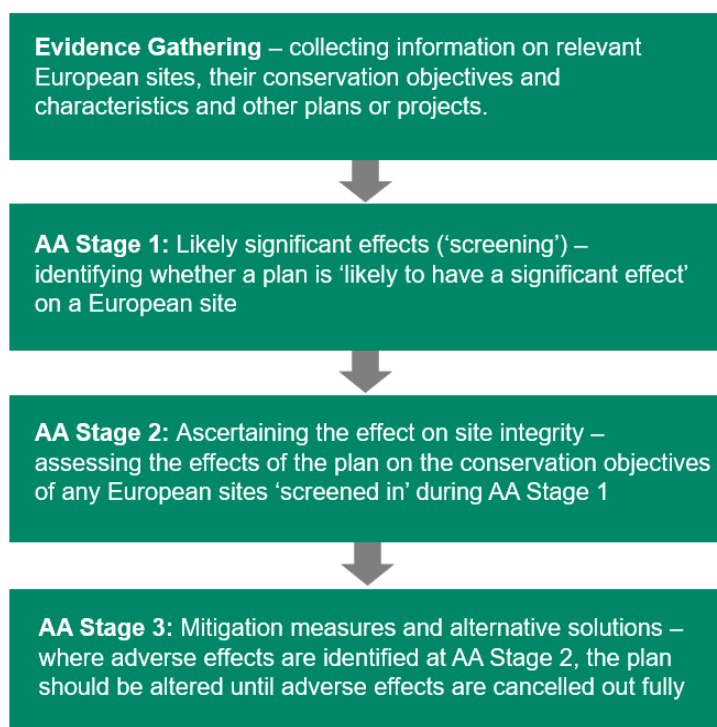 Evidence Gathering – collecting information on relevant
European sites, their conservation objectives and
characteristics and other plans or projects.
AA Stage 1: Likely significant effects (‘screening’) –
identifying whether a plan is ‘likely to have a significant effect’
on a European site
AA Stage 2: Ascertaining the effect on site integrity –
assessing the effects of the plan on the conservation objectives
of any European sites ‘screened in’ during AA Stage 1
AA Stage 3: Mitigation measures and alternative solutions –
where adverse effects are identified at AA Stage 2, the plan
should be altered until adverse effects are cancelled out fully